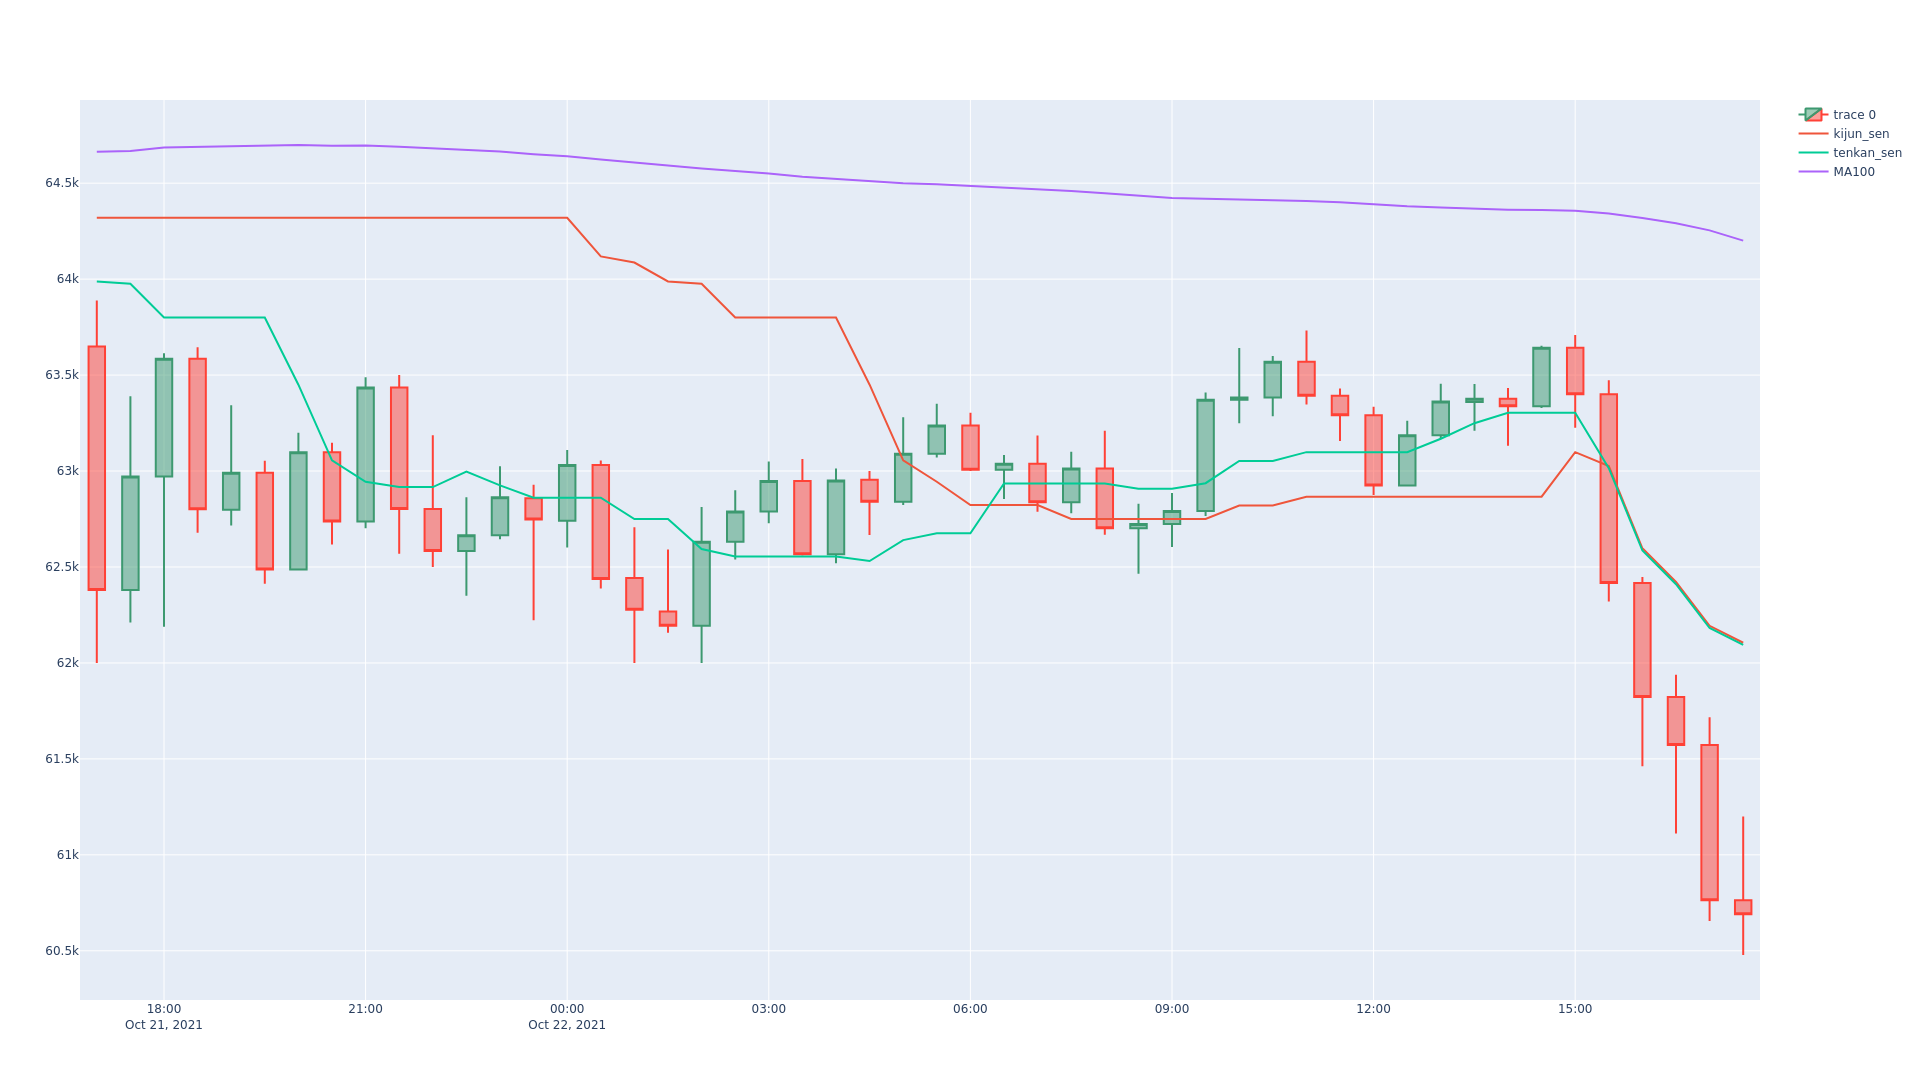 trace 0
kijun_sen
tenkan_sen
MA100
64.5k
64k
63.5k
63k
62.5k
62k
61.5k
61k
60.5k
18:00 21:00 00:00 03:00 06:00 09:00 12:00 15:00
Oct 21, 2021 Oct 22, 2021